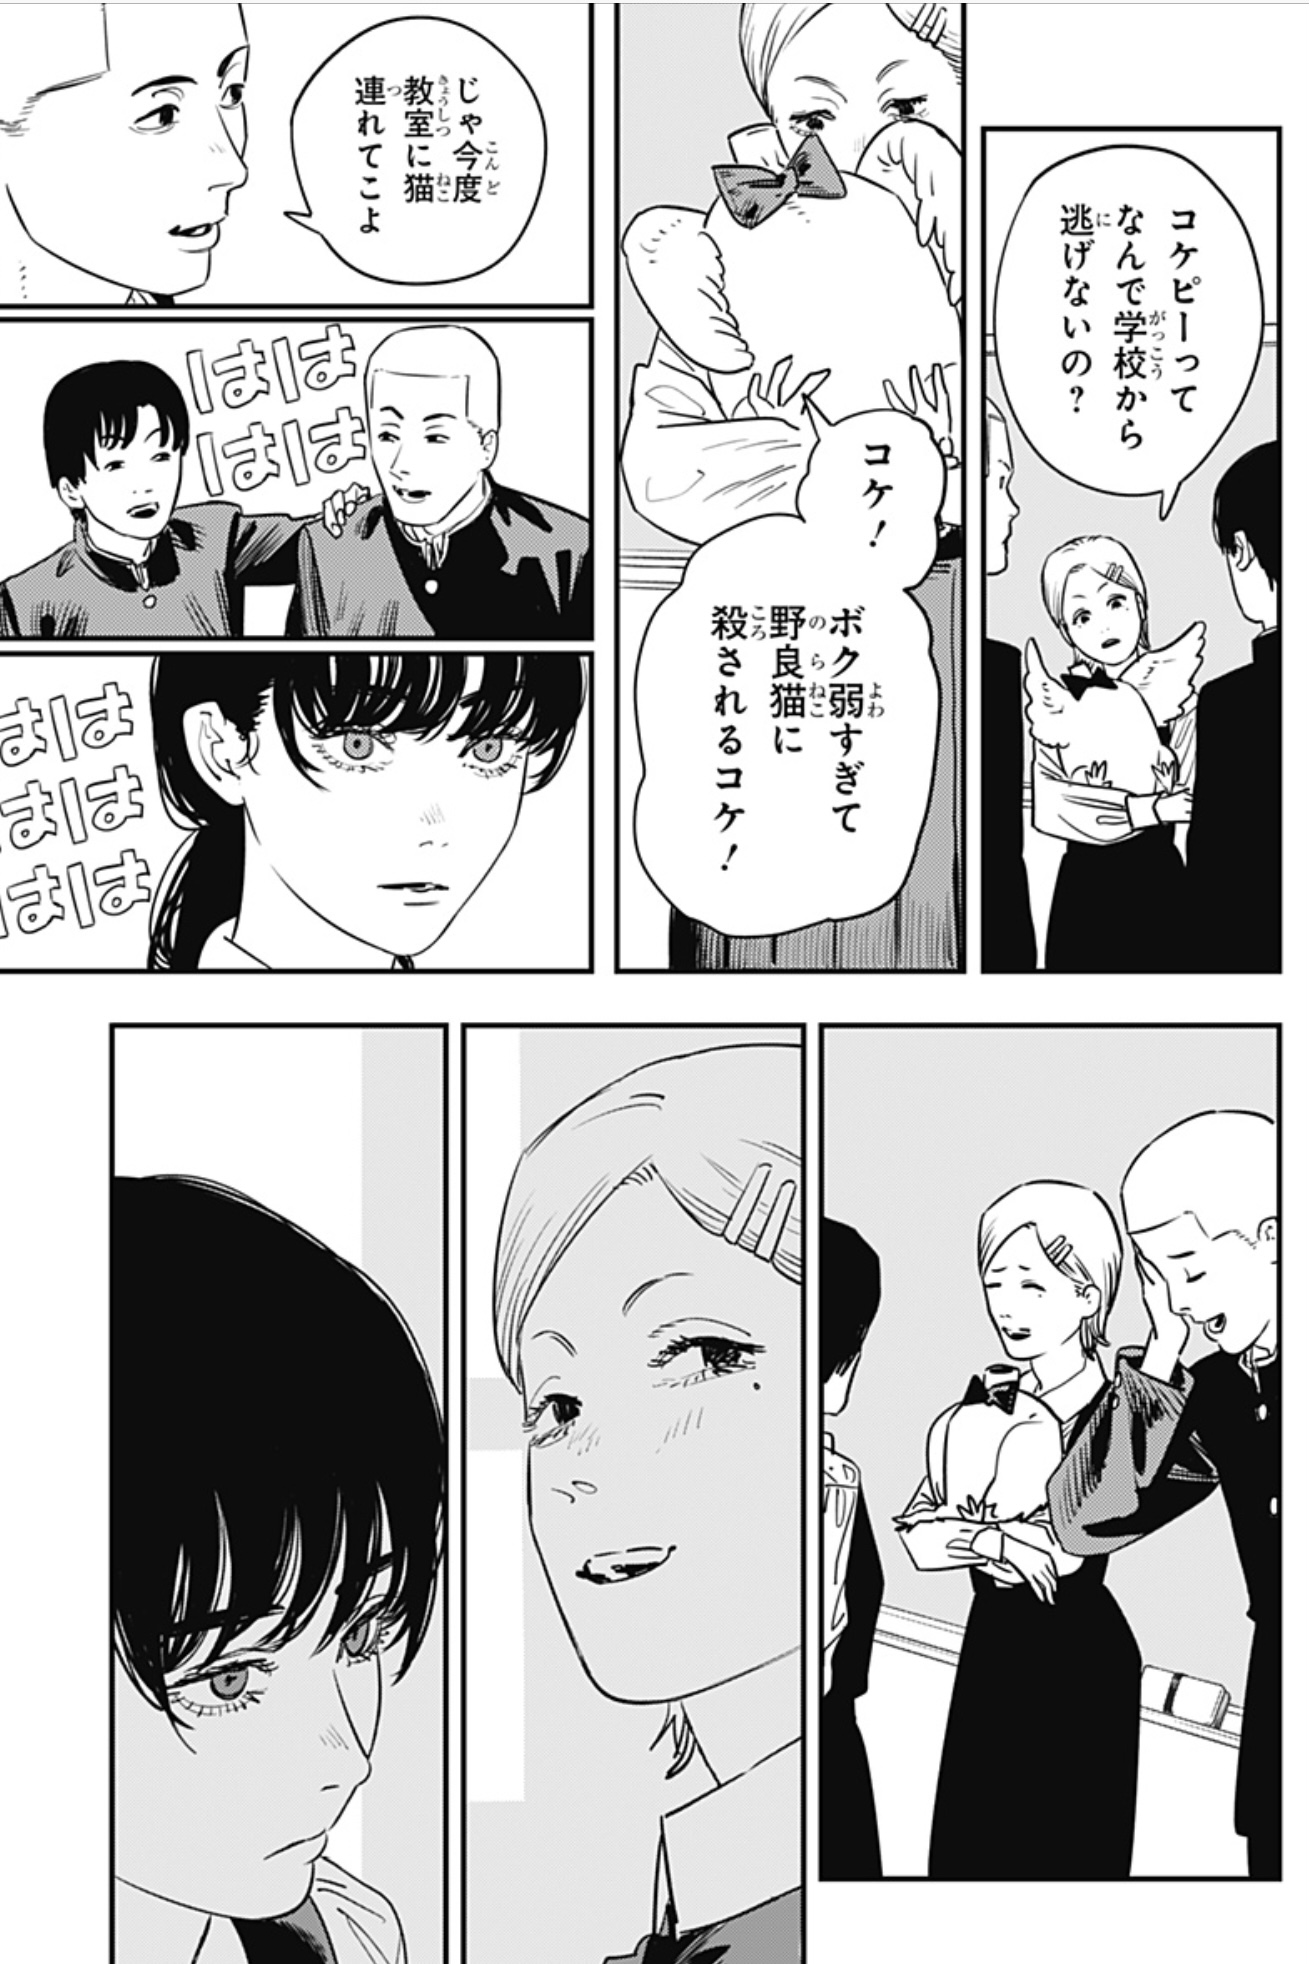 コケピーって
なんで学校から
逃げないの?
コケ!
ボク弱すぎて
野良猫に
殺されるコケ!
じゃ今度
教室に猫
連れてこよ
はは
はは
はは
はは
はは